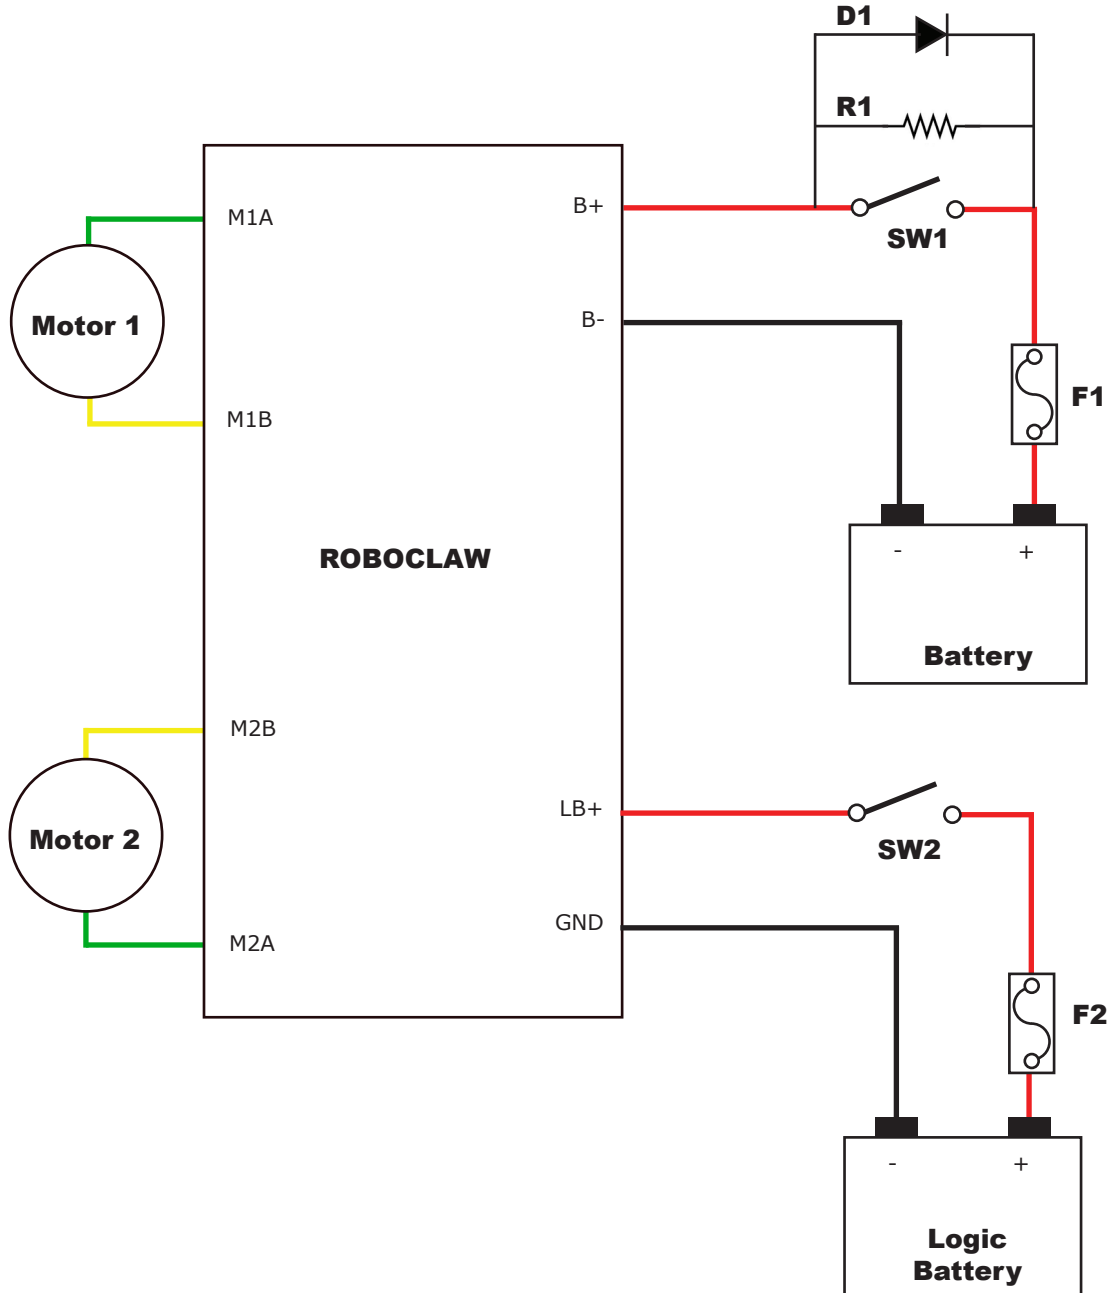 D1
R1
M1A
B+
SW1
B-
Motor 1
F1
M1B
ROBOCLAW
- +
Battery
M2B
LB+
Motor 2
SW2
GND
M2A
F2
- +
Logic
Battery